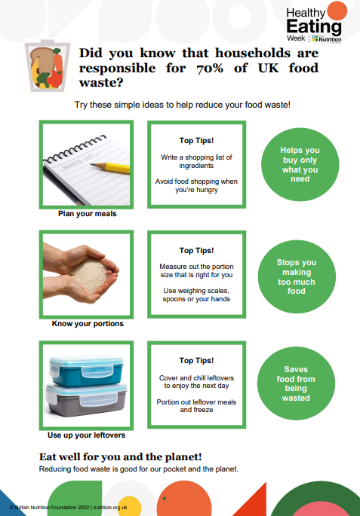 Healthy
Eating
Week
Nutrition
Did you know that households are
responsible for 70% of UK food
waste?
Try these simple ideas to help reduce your food waste!
Plan your meals
Top Tips!
Write a shopping list of
ingredients
Avoid food shopping when
you're hungry
Helps you
buy only
what you
need
Know your portions
Top Tips!
Measure out the portion
size that is right for you
Use weighing scales,
spoons or your hands
Stops you
making
too much
food
Use up your leftovers
Top Tips!
Cover and chill leftovers
to enjoy the next day
Portion out leftover meals
and freeze
Saves
food from
being
wasted
Eat well for you and the planet!
Reducing food waste is good for our pocket and the planet.
© British Nutrition Foundation 2022 | nutrition.org.uk